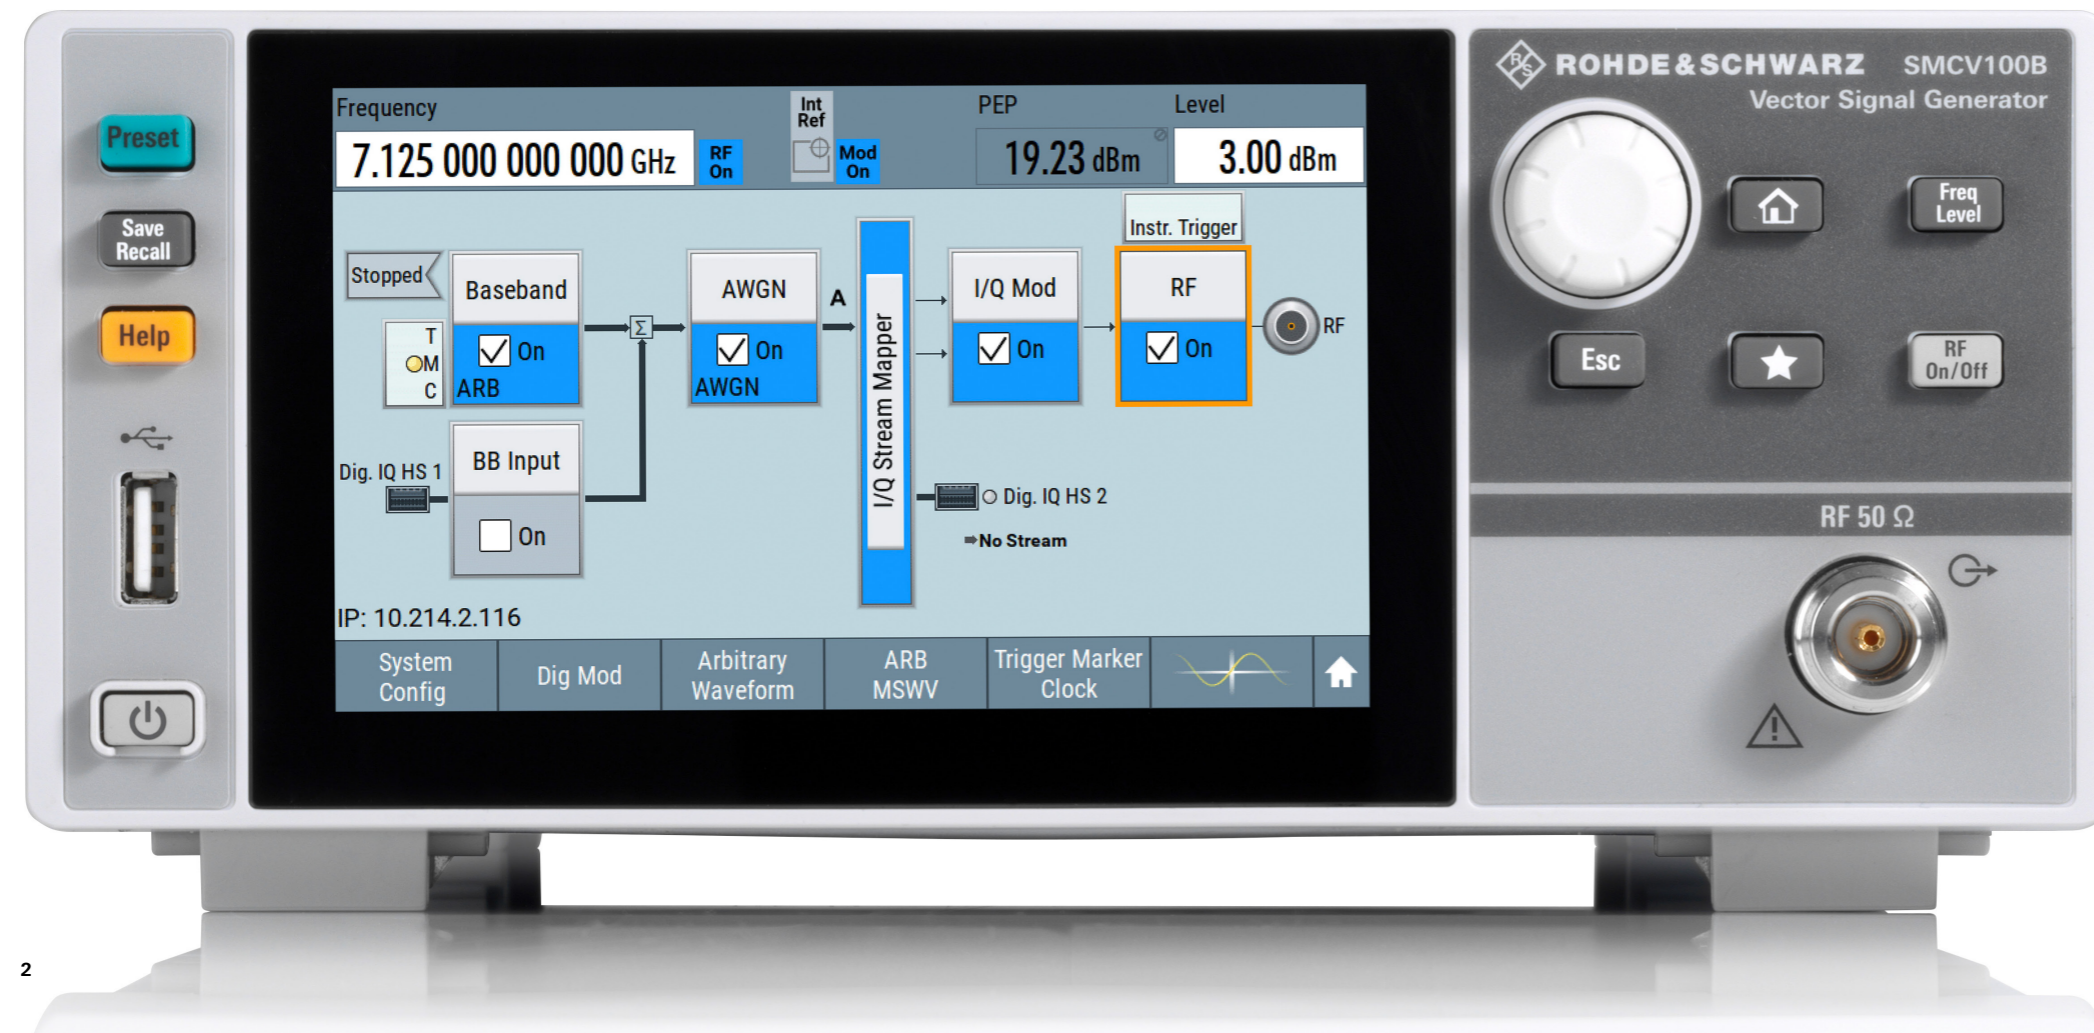 ROHDE&SCHWARZ SMCV100B
Vector Signal Generator
Preset
Save
Recall
Help
Frequency
7.125 000 000 000 GHz
RF
On
Int
Ref
Mod
On
PEP
19.23 dBm
Level
3.00 dBm
Instr. Trigger
Stopped
Baseband
On
ARB
T
M
C
Σ
AWGN
On
AWGN
A
I/Q Stream Mapper
I/Q Mod
On
RF
On
RF
BB Input
On
Dig. IQ HS 1
Dig. IQ HS 2
No Stream
IP: 10.214.2.116
System
Config
Dig Mod
Arbitrary
Waveform
ARB
MSWV
Trigger Marker
Clock
Freq
Level
Esc
RF
On/Off
RF 50 Ω
2